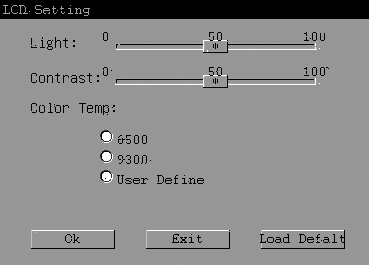 LCD Setting
Light: 0 50 100
Contrast: 0 50 100
Color Temp:
6500
9300
User Define
Ok Exit Load Defalt